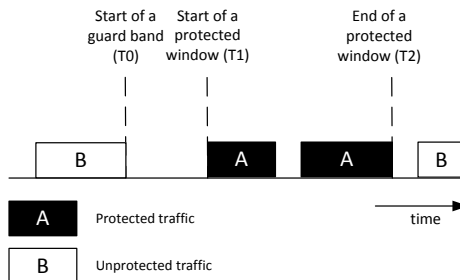 Start of a
guard band
(T0)
Start of a
protected
window (T1)
End of a
protected
window (T2)
B
A
A
B
A
Protected traffic
time
B
Unprotected traffic